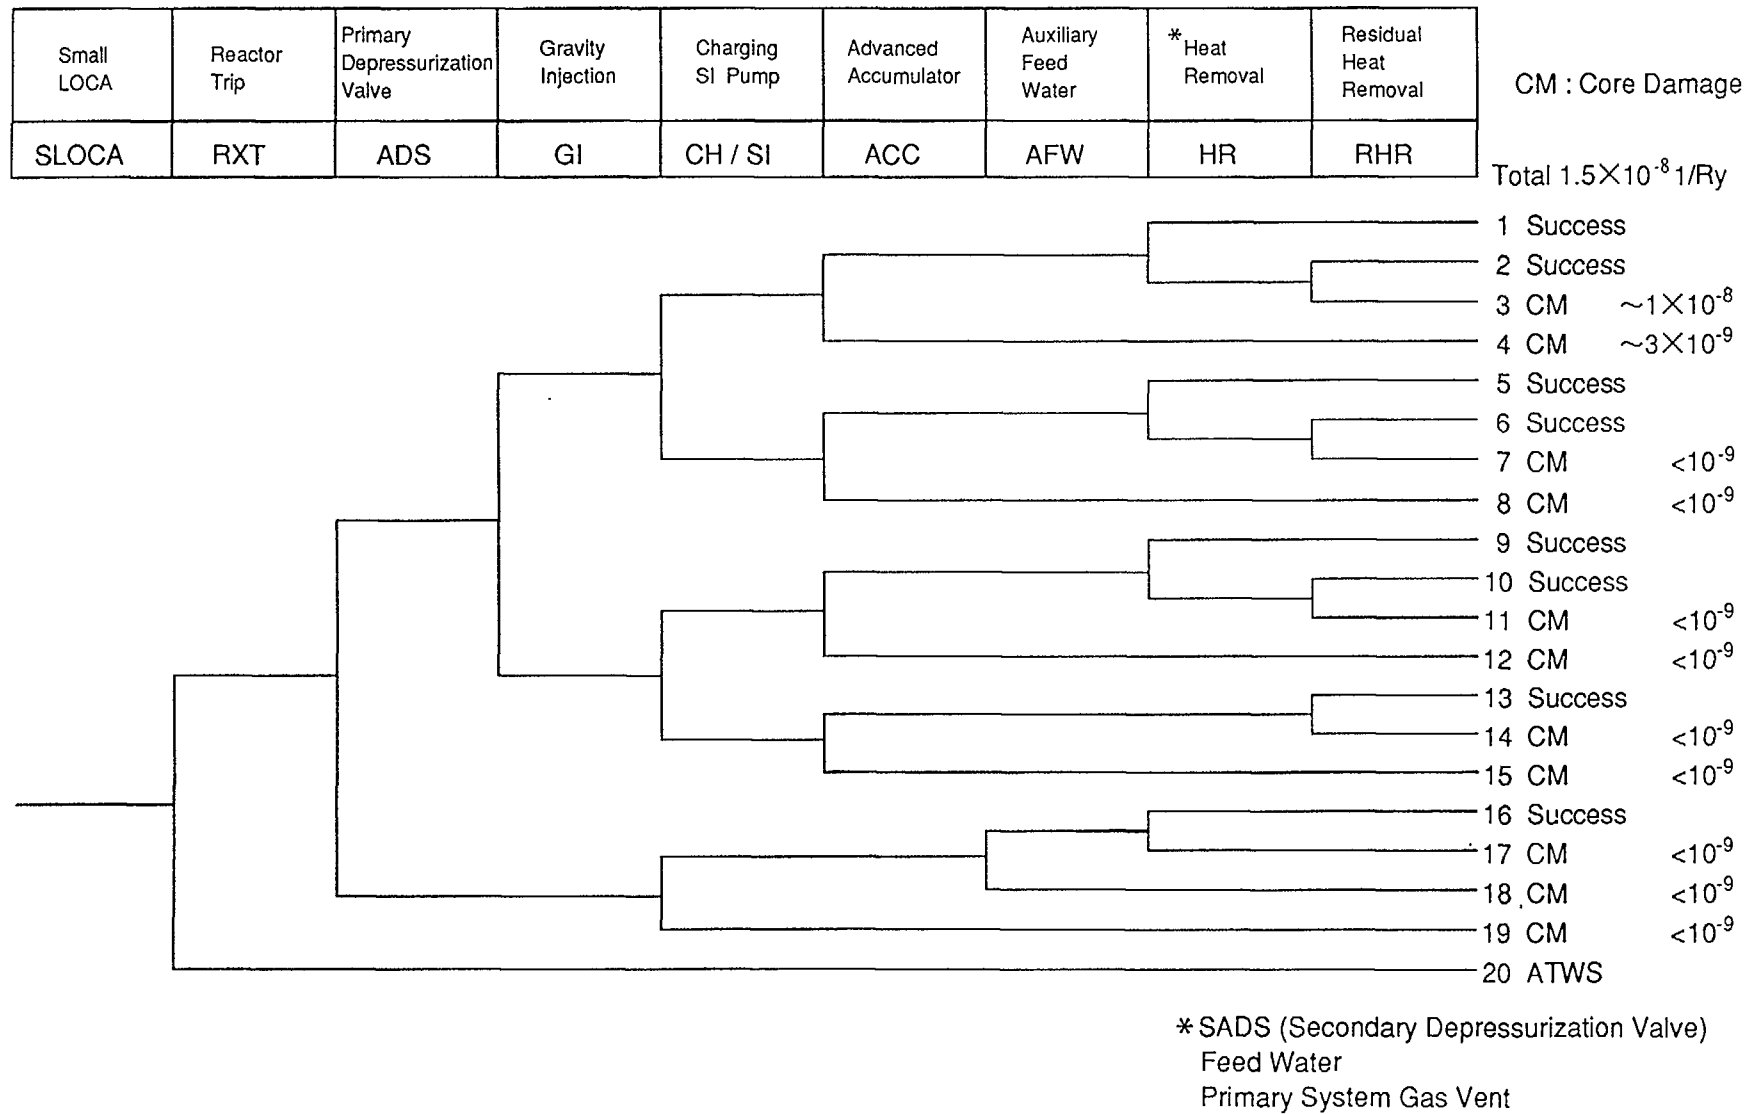 Small
LOCA
Reactor
Trip
Primary
Depressurization
Valve
Gravity
Injection
Charging
SI Pump
Advanced
Accumulator
Auxiliary
Feed
Water
*Heat
Removal
Residual
Heat
Removal
CM : Core Damage
SLOCA
RXT
ADS
GI
CH / SI
ACC
AFW
HR
RHR
Total 1.5×10⁻⁸ 1/Ry
1 Success
2 Success
3 CM ~1×10⁻⁸
4 CM ~3×10⁻⁹
5 Success
6 Success
7 CM <10⁻⁹
8 CM <10⁻⁹
9 Success
10 Success
11 CM <10⁻⁹
12 CM <10⁻⁹
13 Success
14 CM <10⁻⁹
15 CM <10⁻⁹
16 Success
17 CM <10⁻⁹
18 CM <10⁻⁹
19 CM <10⁻⁹
20 ATWS
* SADS (Secondary Depressurization Valve)
Feed Water
Primary System Gas Vent